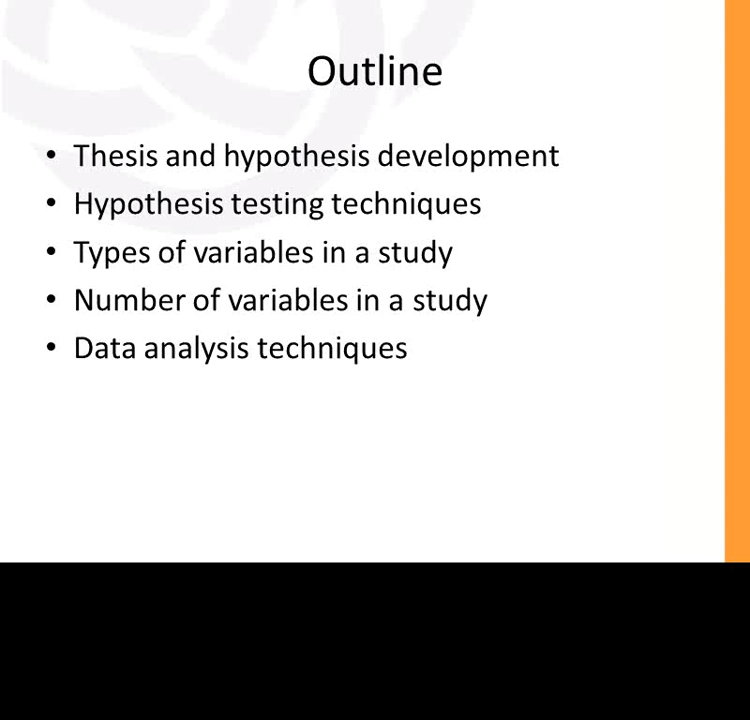 Outline
• Thesis and hypothesis development
• Hypothesis testing techniques
• Types of variables in a study
• Number of variables in a study
• Data analysis techniques